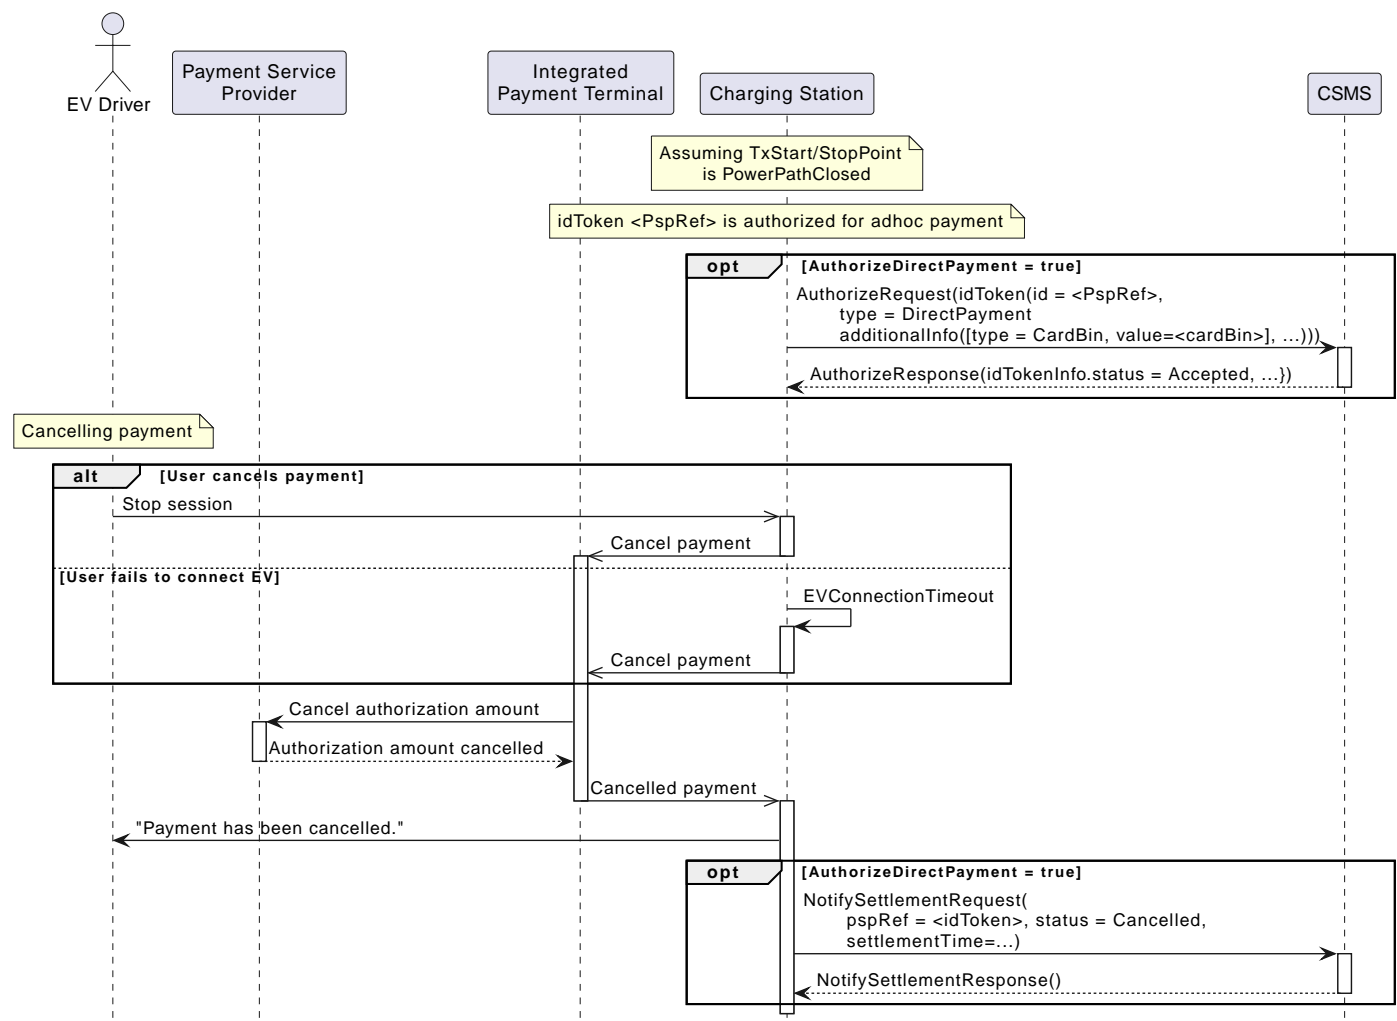 EV Driver
Payment Service
Provider
Integrated
Payment Terminal
Charging Station
CSMS
Assuming TxStart/StopPoint
is PowerPathClosed
idToken <PspRef> is authorized for adhoc payment
opt
[AuthorizeDirectPayment = true]
AuthorizeRequest(idToken(id = <PspRef>,
type = DirectPayment
additionalInfo([type = CardBin, value=<cardBin>], ...)))
AuthorizeResponse(idTokenInfo.status = Accepted, ...})
Cancelling payment
alt
[User cancels payment]
Stop session
Cancel payment
[User fails to connect EV]
EVConnectionTimeout
Cancel payment
Cancel authorization amount
Authorization amount cancelled
Cancelled payment
"Payment has been cancelled."
opt
[AuthorizeDirectPayment = true]
NotifySettlementRequest(
pspRef = <idToken>, status = Cancelled,
settlementTime=...)
NotifySettlementResponse()